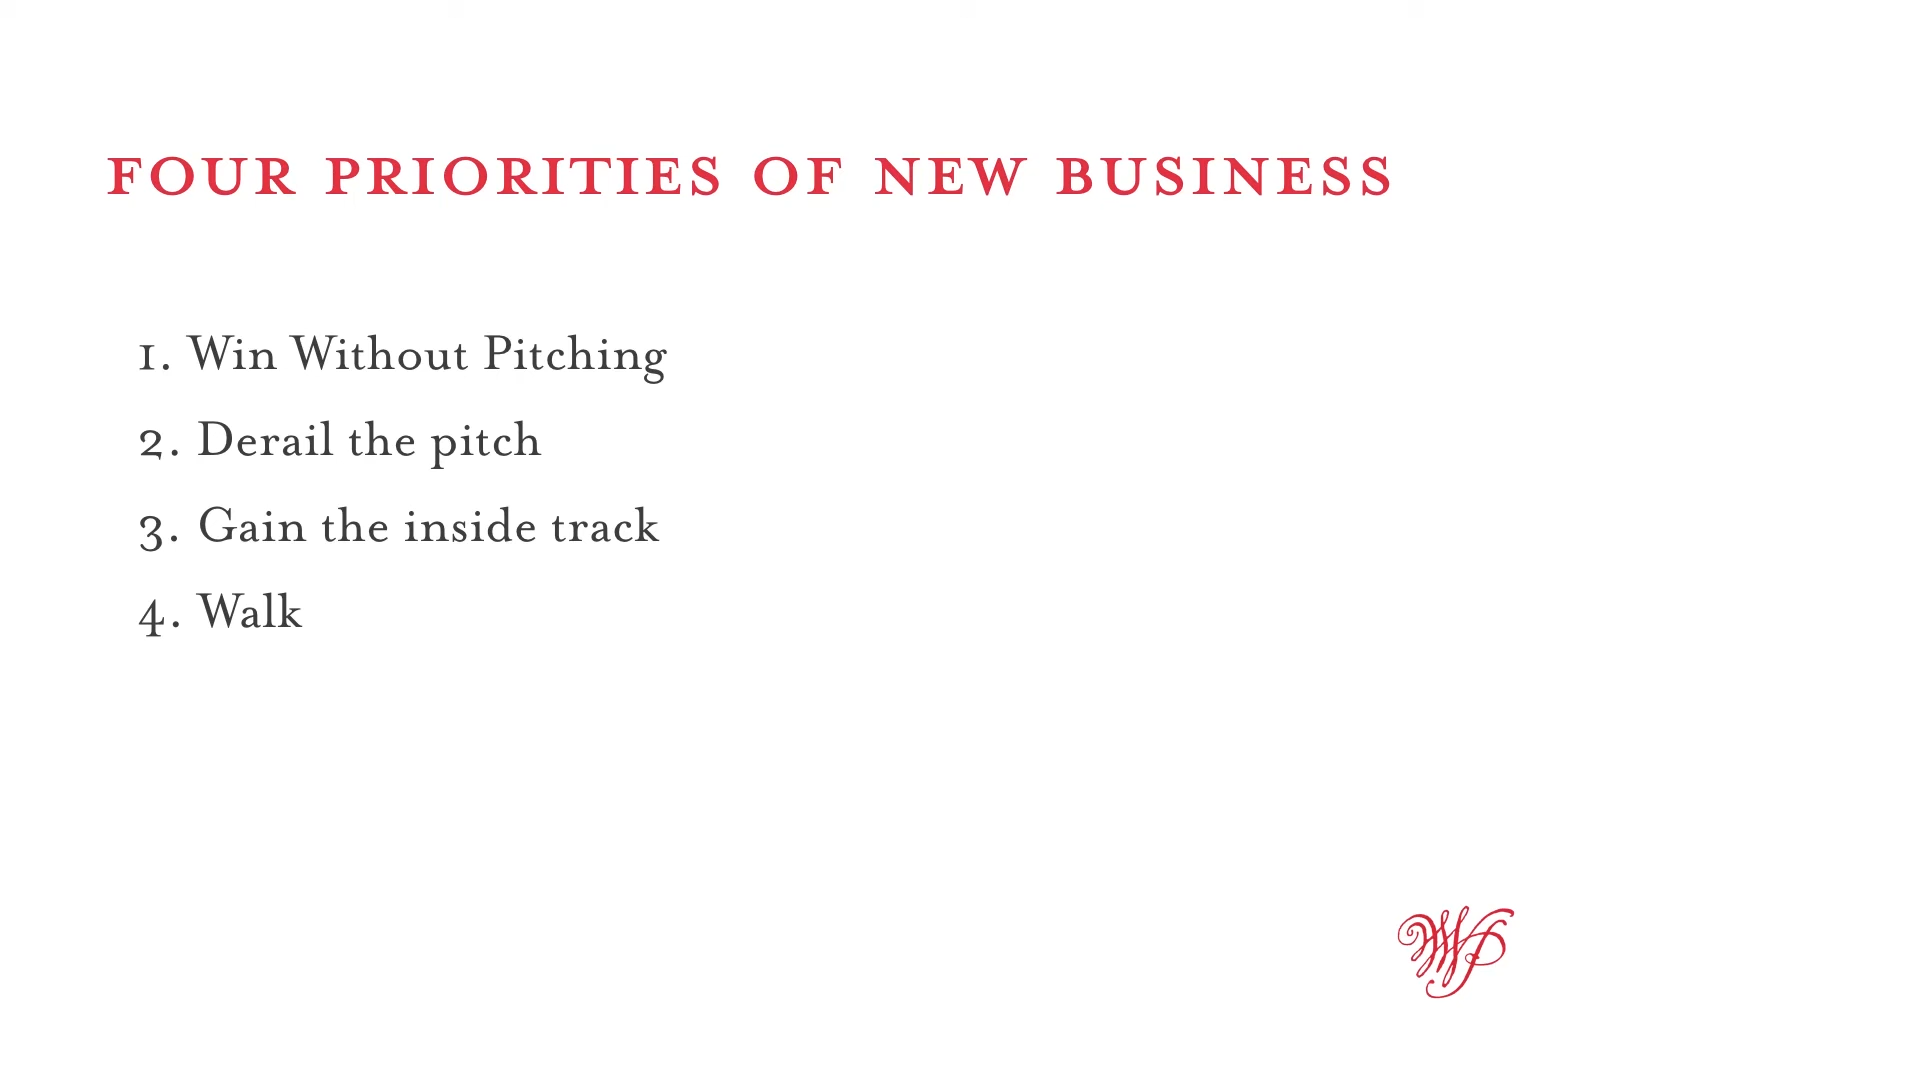 FOUR PRIORITIES OF NEW BUSINESS
1. Win Without Pitching
2. Derail the pitch
3. Gain the inside track
4. Walk